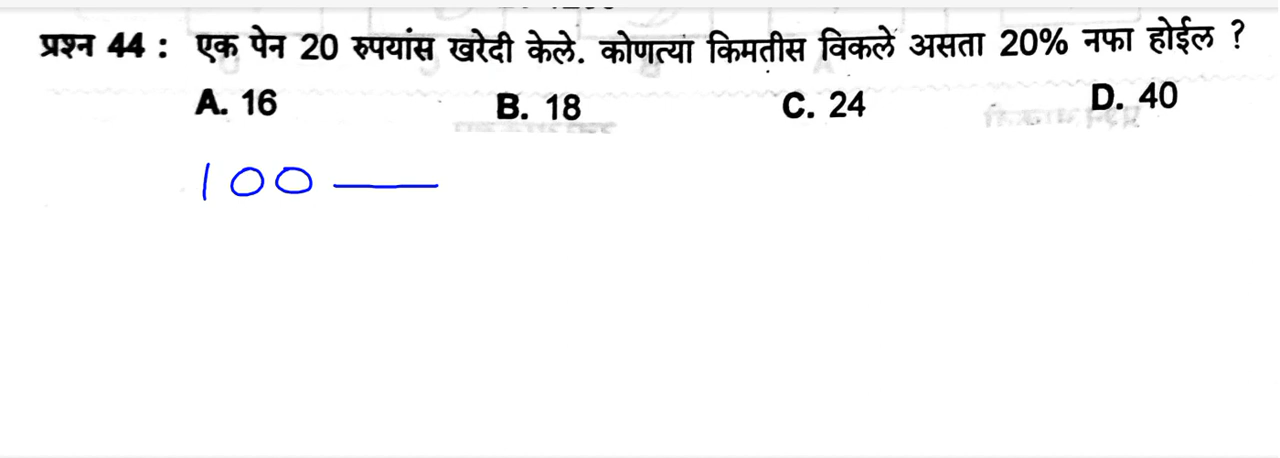 प्रश्न 44 : एक पेन 20 रुपयांस खरेदी केले. कोणत्या किमतीस विकले असता 20% नफा होईल ?
A. 16 B. 18 C. 24 D. 40
100 —